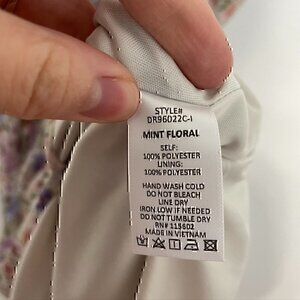 STYLE#
DR96022C-I
MINT FLORAL
SELF:
100% POLYESTER
LINING:
100% POLYESTER
HAND WASH COLD
DO NOT BLEACH
LINE DRY
IRON LOW IF NEEDED
DO NOT TUMBLE DRY
RN# 115602
MADE IN VIETNAM